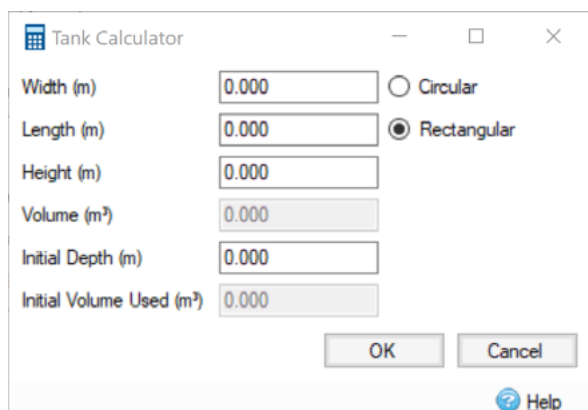 Tank Calculator
Width (m) 0.000 Circular
Length (m) 0.000 Rectangular
Height (m) 0.000
Volume (m³) 0.000
Initial Depth (m) 0.000
Initial Volume Used (m³) 0.000
OK Cancel
Help